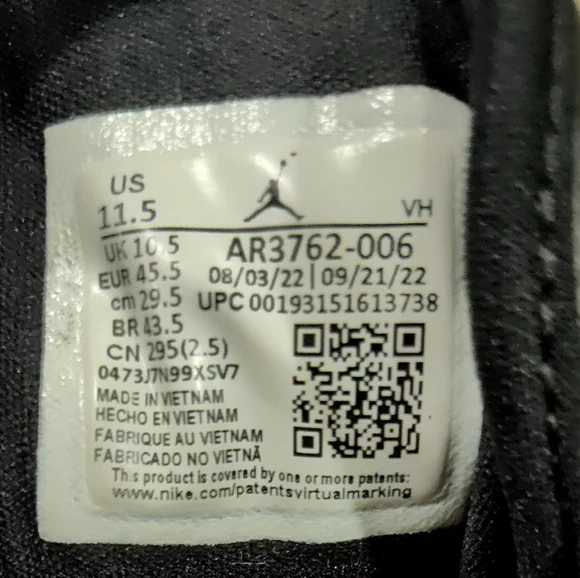 US
11.5
VH
UK 10.5
AR3762-006
EUR 45.5
08/03/22|09/21/22
cm 29.5
UPC 00193151613738
BR 43.5
CN 295(2.5)
0473J7N99XSV7
MADE IN VIETNAM
HECHO EN VIETNAM
FABRIQUE AU VIETNAM
FABRICADO NO VIETNÃ
This product is covered by one or more patents:
www.nike.com/patentsvirtualmarking